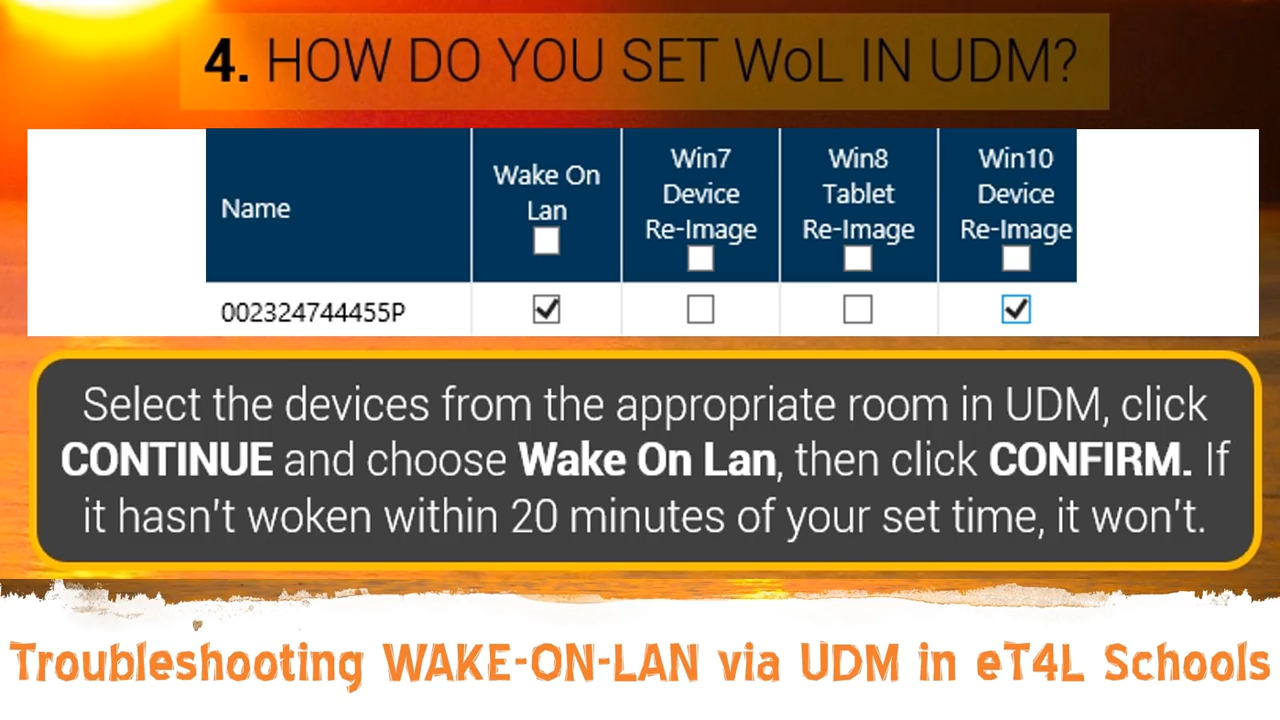 4. HOW DO YOU SET WoL IN UDM?
Name
Wake On
Lan
Win7
Device
Re-Image
Win8
Tablet
Re-Image
Win10
Device
Re-Image
002324744455P
Select the devices from the appropriate room in UDM, click
CONTINUE and choose Wake On Lan, then click CONFIRM. If
it hasn't woken within 20 minutes of your set time, it won't.
Troubleshooting WAKE-ON-LAN via UDM in eT4L Schools